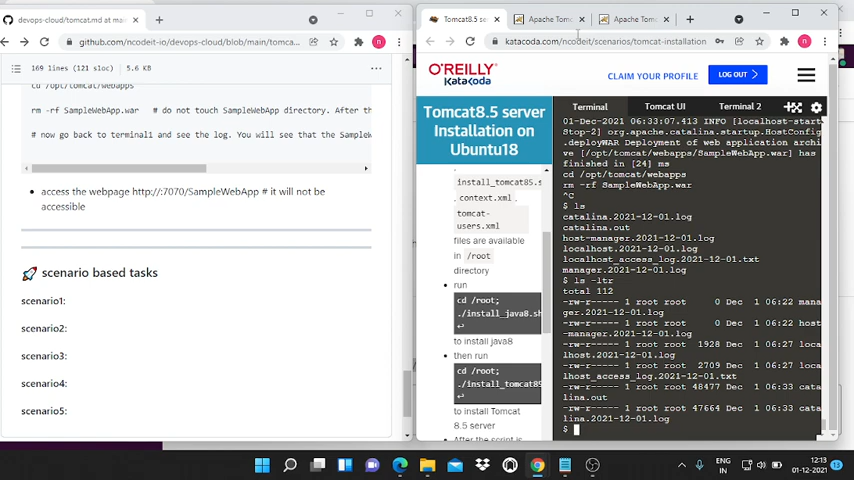 devops-cloud/tomcat.md at main
github.com/ncodeit-io/devops-cloud/blob/main/tomca...
169 lines (121 sloc)
5.6 KB
cd /opt/tomcat/webapps
rm -rf SampleWebApp.war   # do not touch SampleWebApp directory. After th
# now go back to terminal1 and see the log. You will see that the SampleW
access the webpage http://:7070/SampleWebApp # it will not be
accessible
🚀 scenario based tasks
scenario1:
scenario2:
scenario3:
scenario4:
scenario5:
Tomcat8.5 se
Apache Tomc
Apache Tomc
katacoda.com/ncodeit/scenarios/tomcat-installation
O'REILLY
Katacoda
CLAIM YOUR PROFILE
LOG OUT
Tomcat8.5 server
Installation on
Ubuntu18
install_tomcat85.s
, context.xml ,
tomcat-
users.xml
files are available
in /root
directory
run
cd /root;
./install_java8.sh
to install java8
then run
cd /root;
./install_tomcat85
to install Tomcat
8.5 server
After the script is
Terminal
Tomcat UI
Terminal 2
01-Dec-2021 06:33:07.413 INFO [localhost-start
Stop-2] org.apache.catalina.startup.HostConfig
.deployWAR Deployment of web application archi
ve [/opt/tomcat/webapps/SampleWebApp.war] has
finished in [24] ms
cd /opt/tomcat/webapps
rm -rf SampleWebApp.war
^C
$ ls
catalina.2021-12-01.log
catalina.out
host-manager.2021-12-01.log
localhost.2021-12-01.log
localhost_access_log.2021-12-01.txt
manager.2021-12-01.log
$ ls -ltr
total 112
-rw-r----- 1 root root     0 Dec  1 06:22 mana
ger.2021-12-01.log
-rw-r----- 1 root root     0 Dec  1 06:22 host
-manager.2021-12-01.log
-rw-r----- 1 root root  1928 Dec  1 06:27 loca
lhost.2021-12-01.log
-rw-r----- 1 root root  2709 Dec  1 06:27 loca
lhost_access_log.2021-12-01.txt
-rw-r----- 1 root root 48477 Dec  1 06:33 cata
lina.out
-rw-r----- 1 root root 47664 Dec  1 06:33 cata
lina.2021-12-01.log
$
ENG
IN
12:13
01-12-2021
13